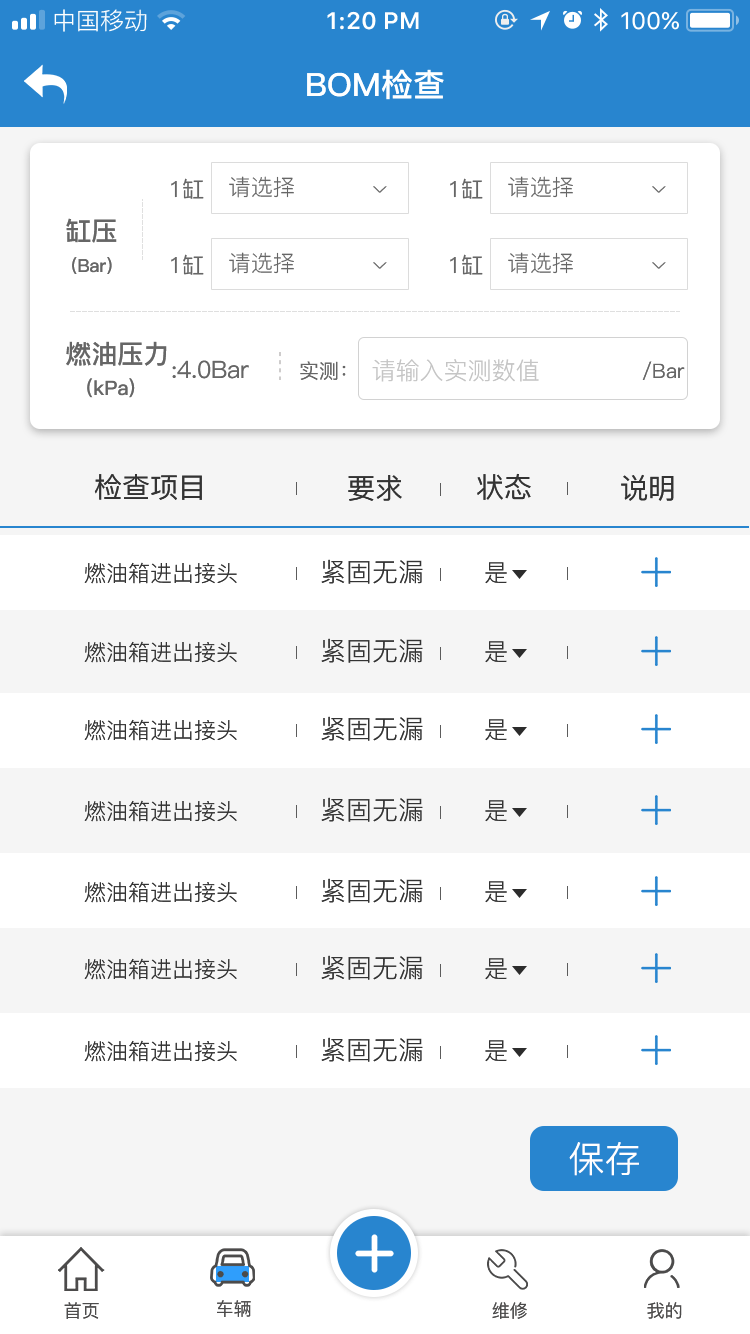 中国移动 1:20 PM 100%
BOM检查
1缸 请选择 1缸 请选择
缸压
(Bar)
1缸 请选择 1缸 请选择
燃油压力 :4.0Bar 实测: 请输入实测数值 /Bar
(kPa)
检查项目 要求 状态 说明
燃油箱进出接头 紧固无漏 是
燃油箱进出接头 紧固无漏 是
燃油箱进出接头 紧固无漏 是
燃油箱进出接头 紧固无漏 是
燃油箱进出接头 紧固无漏 是
燃油箱进出接头 紧固无漏 是
燃油箱进出接头 紧固无漏 是
保存
首页 车辆 维修 我的